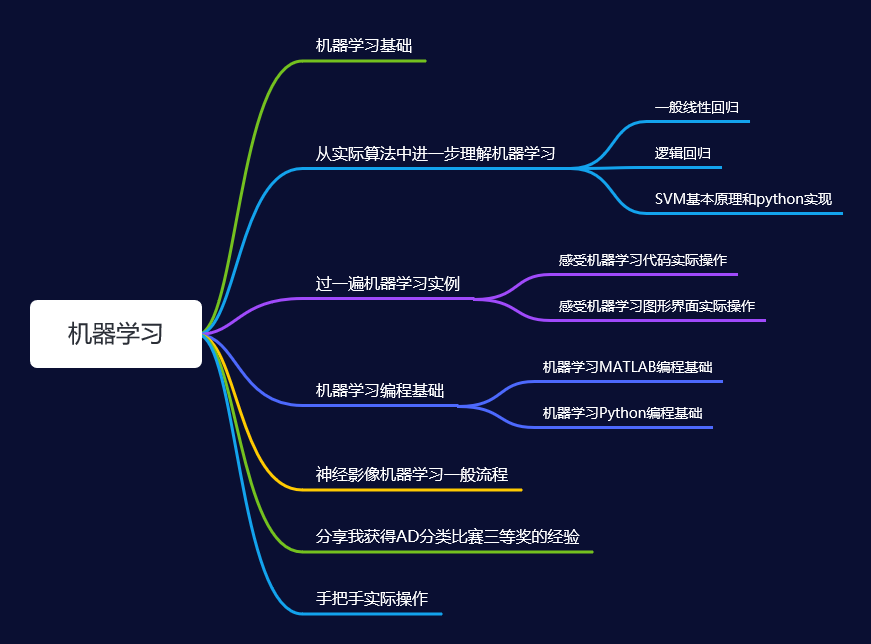 机器学习
机器学习基础
从实际算法中进一步理解机器学习
一般线性回归
逻辑回归
SVM基本原理和python实现
过一遍机器学习实例
感受机器学习代码实际操作
感受机器学习图形界面实际操作
机器学习编程基础
机器学习MATLAB编程基础
机器学习Python编程基础
神经影像机器学习一般流程
分享我获得AD分类比赛三等奖的经验
手把手实际操作